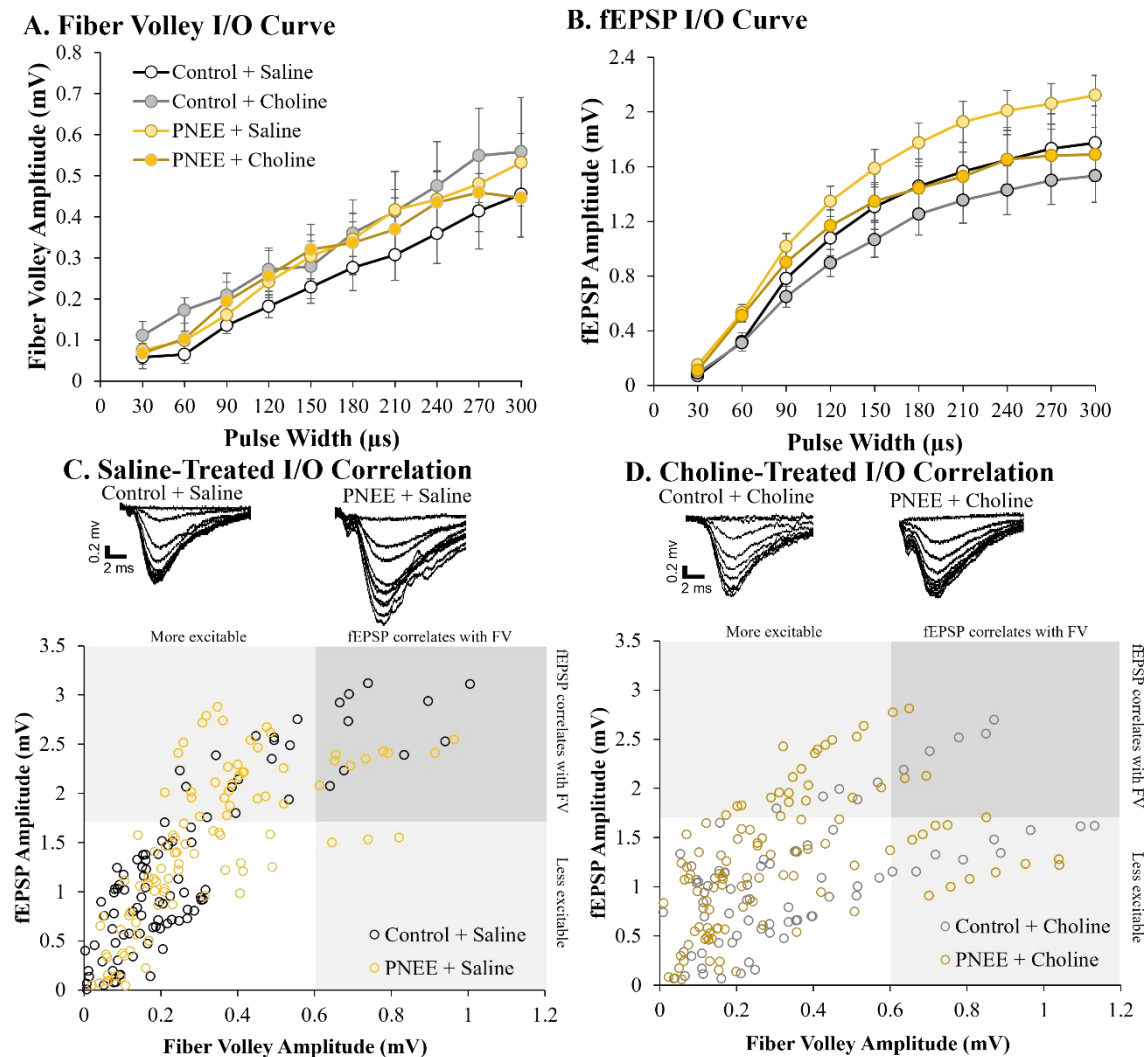 A. Fiber Volley I/O Curve
Fiber Volley Ampltiude (mV)
0.8
0.7
0.6
0.5
0.4
0.3
0.2
0.1
0
Control + Saline
Control + Choline
PNEE + Saline
PNEE + Choline
0 30 60 90 120 150 180 210 240 270 300
Pulse Width (µs)
B. fEPSP I/O Curve
fEPSP Ampltiude (mV)
2.4
2
1.6
1.2
0.8
0.4
0
0 30 60 90 120 150 180 210 240 270 300
Pulse Width (µs)
C. Saline-Treated I/O Correlation
Control + Saline
PNEE + Saline
0.2 mv
2 ms
More excitable
fEPSP correlates with FV
fEPSP correlates with FV
Less excitable
fEPSP Amplitude (mV)
3.5
3
2.5
2
1.5
1
0.5
0
Control + Saline
PNEE + Saline
0 0.2 0.4 0.6 0.8 1 1.2
Fiber Volley Amplitude (mV)
D. Choline-Treated I/O Correlation
Control + Choline
PNEE + Choline
0.2 mv
2 ms
More excitable
fEPSP correlates with FV
fEPSP correlates with FV
Less excitable
fEPSP Amplitude (mV)
3.5
3
2.5
2
1.5
1
0.5
0
Control + Choline
PNEE + Choline
0 0.2 0.4 0.6 0.8 1 1.2
Fiber Volley Amplitude (mV)